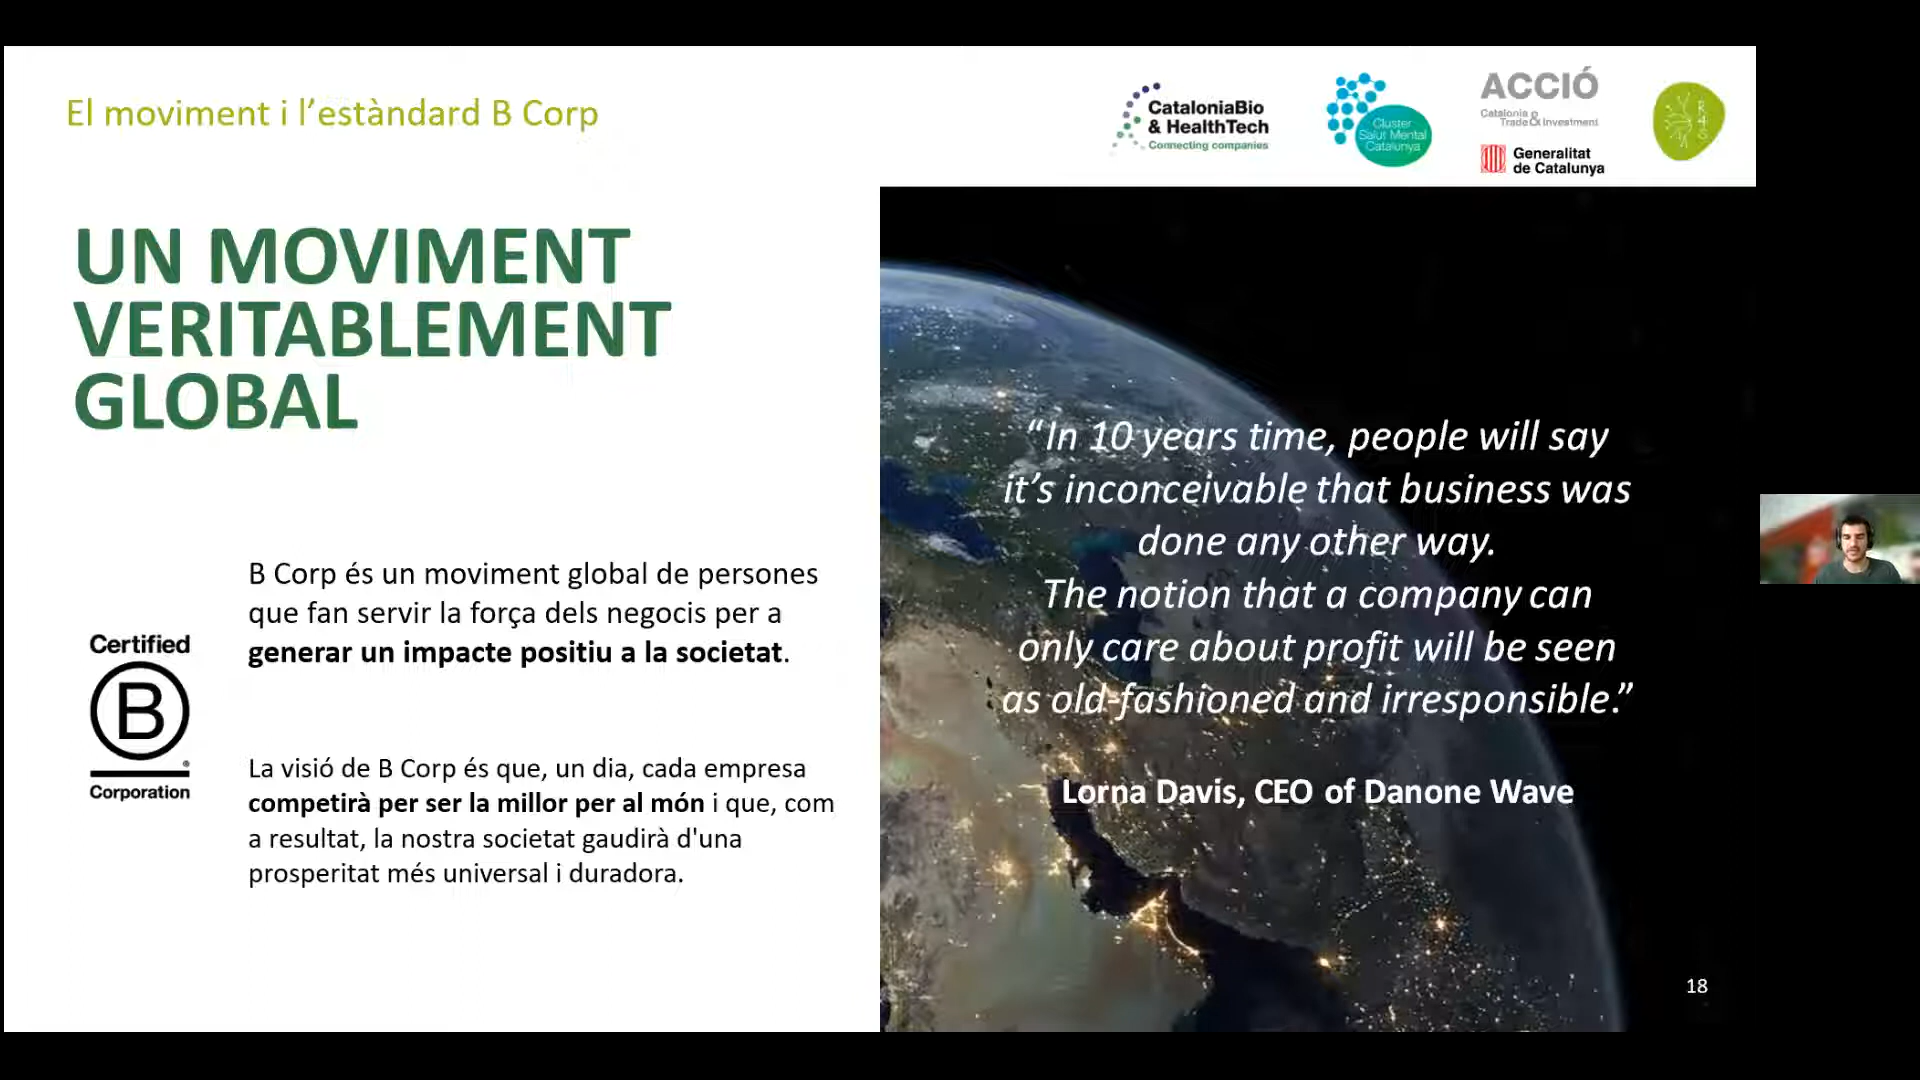 El moviment i l’estàndard B Corp
CataloniaBio
& HealthTech
Connecting companies
Cluster
Salut Mental
Catalunya
ACCIÓ
Catalonia
Trade & Investment
Generalitat
de Catalunya
R4S
UN MOVIMENT
VERITABLEMENT
GLOBAL
B Corp és un moviment global de persones
que fan servir la força dels negocis per a
generar un impacte positiu a la societat.
Certified
B
®
Corporation
La visió de B Corp és que, un dia, cada empresa
competirà per ser la millor per al món i que, com
a resultat, la nostra societat gaudirà d'una
prosperitat més universal i duradora.
“In 10 years time, people will say
it’s inconceivable that business was
done any other way.
The notion that a company can
only care about profit will be seen
as old-fashioned and irresponsible.”
Lorna Davis, CEO of Danone Wave
18